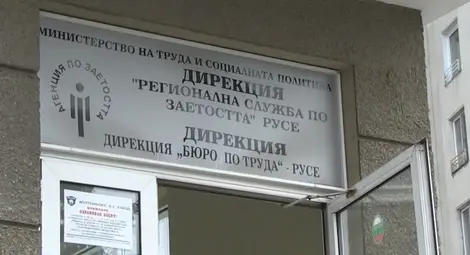 МИНИСТЕРСТВО НА ТРУДА И СОЦИАЛНАТА ПОЛИТИКА
ДИРЕКЦИЯ
"РЕГИОНАЛНА СЛУЖБА ПО
ЗАЕТОСТТА" РУСЕ
ДИРЕКЦИЯ
ДИРЕКЦИЯ „БЮРО ПО ТРУДА“ - РУСЕ
АГЕНЦИЯ ПО ЗАЕТОСТТА